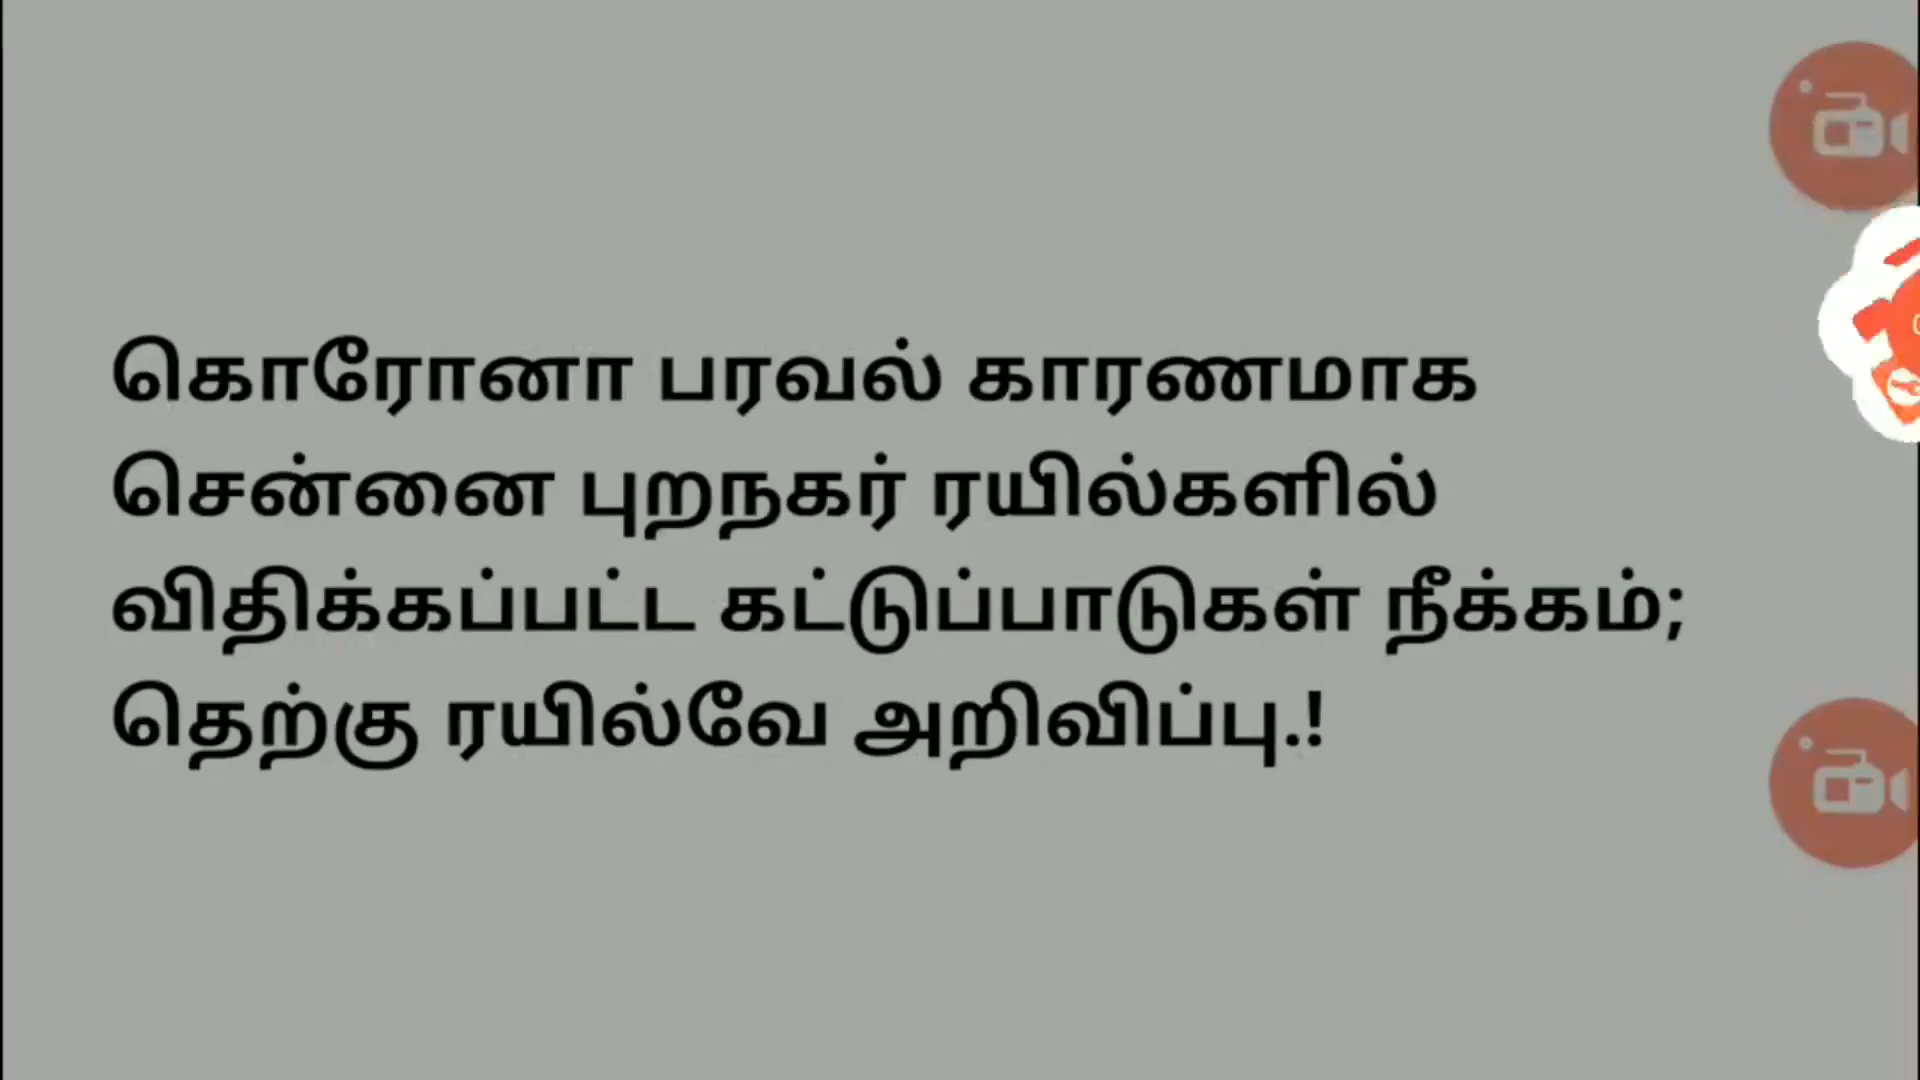 கொரோனா பரவல் காரணமாக
சென்னை புறநகர் ரயில்களில்
விதிக்கப்பட்ட கட்டுப்பாடுகள் நீக்கம்;
தெற்கு ரயில்வே அறிவிப்பு.!